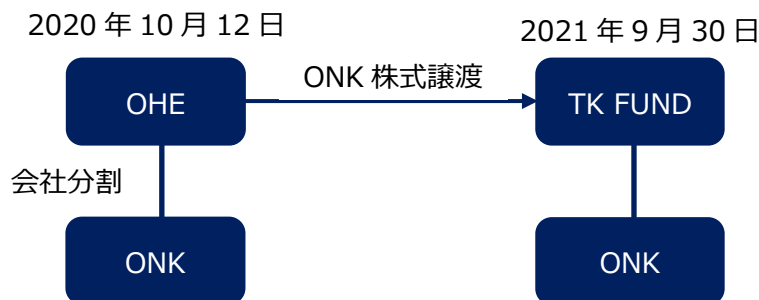 2020 年 10 月 12 日
2021 年 9 月 30 日
OHE
ONK 株式譲渡
TK FUND
会社分割
ONK
ONK